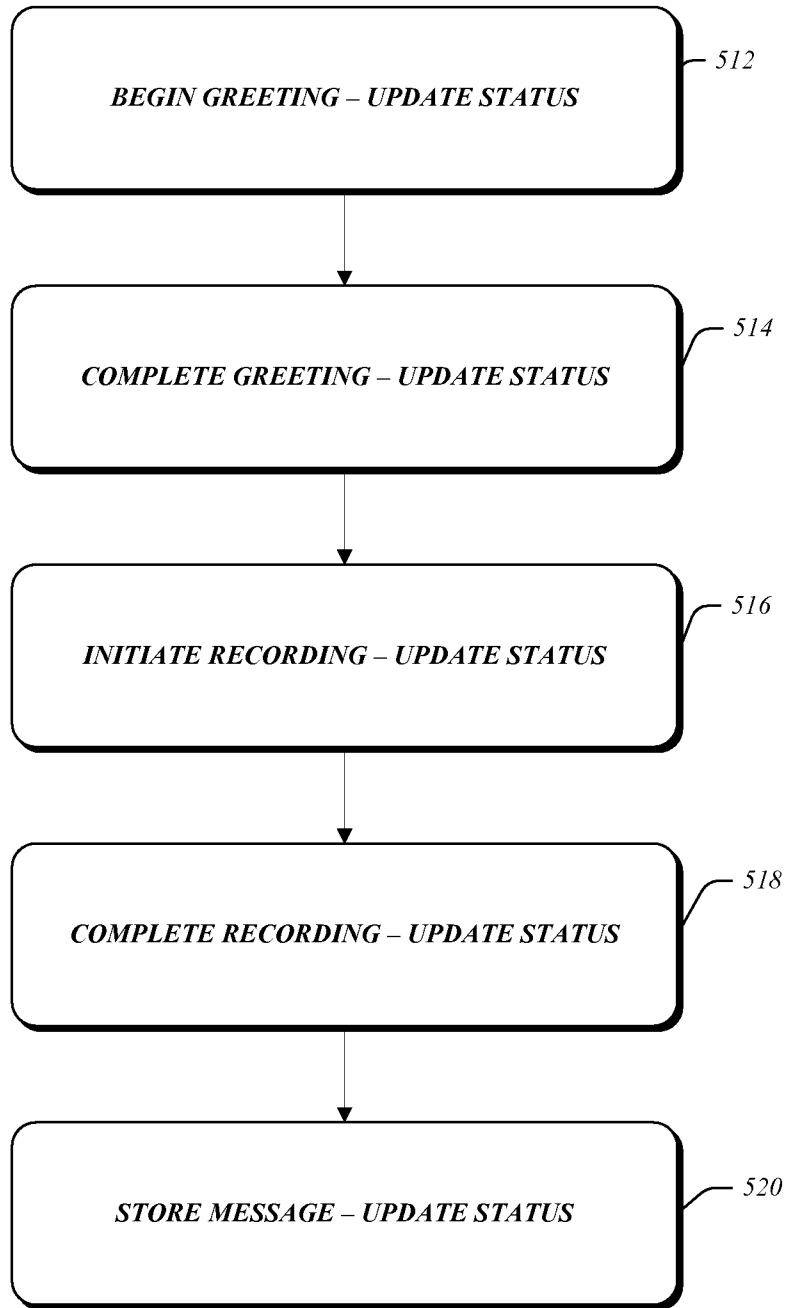 BEGIN GREETING – UPDATE STATUS
512
COMPLETE GREETING – UPDATE STATUS
514
INITIATE RECORDING – UPDATE STATUS
516
COMPLETE RECORDING – UPDATE STATUS
518
STORE MESSAGE – UPDATE STATUS
520